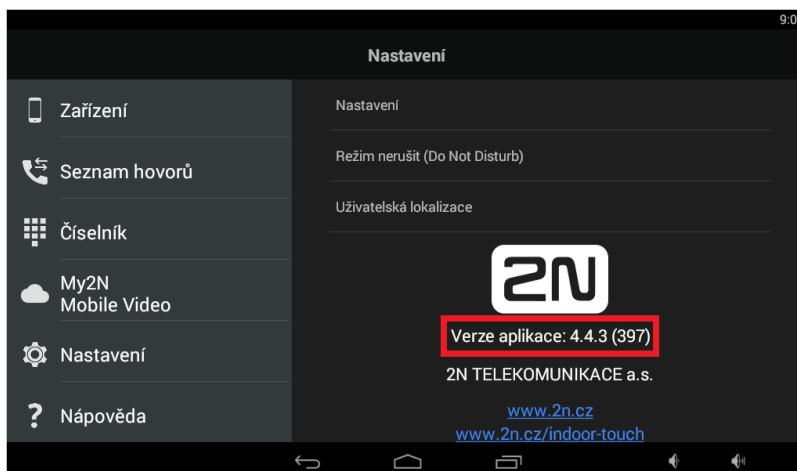 9:0
Nastavení
Zařízení
Seznam hovorů
Číselník
My2N
Mobile Video
Nastavení
Nápověda
Nastavení
Režim nerušit (Do Not Disturb)
Uživatelská lokalizace
2N
Verze aplikace: 4.4.3 (397)
2N TELEKOMUNIKACE a.s.
www.2n.cz
www.2n.cz/indoor-touch